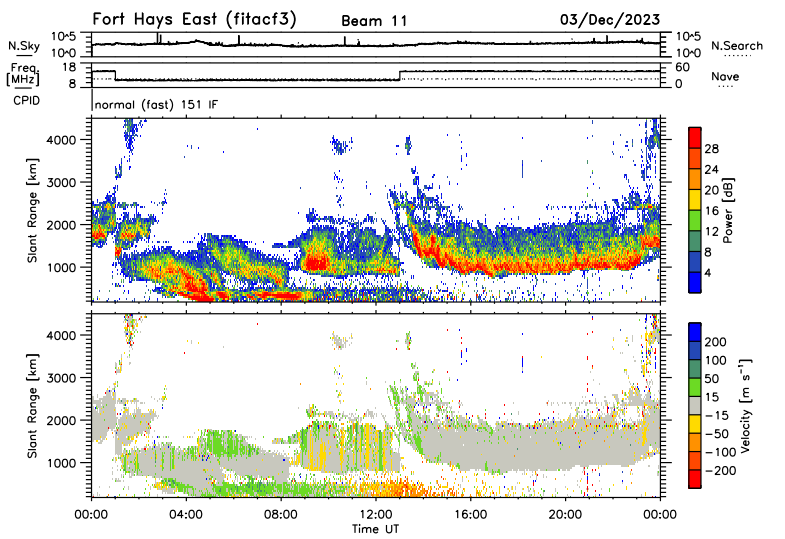 Fort Hays East (fitacf3) Beam 11 03/Dec/2023
N.Sky 10^5 10^0 10^5 10^0 N.Search
Freq. [MHz] 18 8 60 0 Nave
CPID normal (fast) 151 IF
Slant Range [km] 4000 3000 2000 1000
Power [dB] 28 24 20 16 12 8 4
Slant Range [km] 4000 3000 2000 1000
Velocity [m s⁻¹] 200 100 50 15 −15 −50 −100 −200
00:00 04:00 08:00 12:00 16:00 20:00 00:00
Time UT